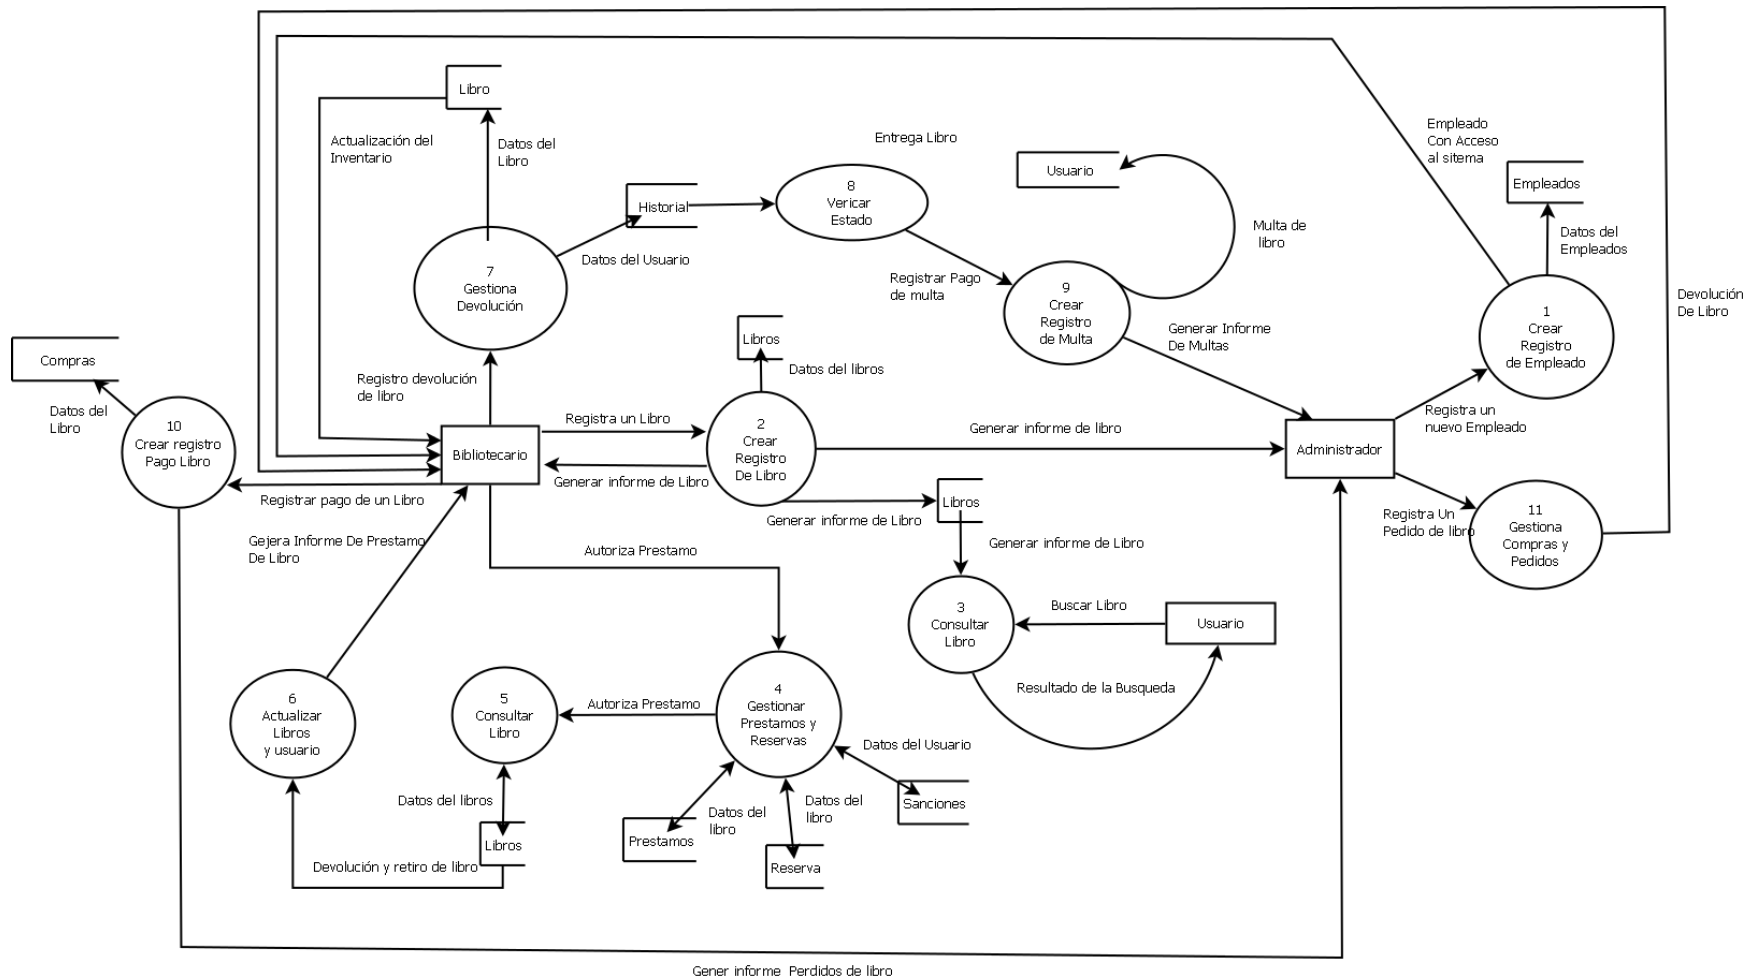 Libro
Actualización del
Inventario
Datos del
Libro
Entrega Libro
Empleado
Con Acceso
al sitema
Usuario
Empleados
8
Vericar
Estado
Historial
Multa de
libro
Datos del
Empleados
Datos del Usuario
7
Gestiona
Devolución
Registrar Pago
de multa
9
Crear
Registro
de Multa
Devolución
De Libro
1
Crear
Registro
de Empleado
Generar Informe
De Multas
Libros
Compras
Datos del libros
Registro devolución
de libro
Datos del
Libro
10
Crear registro
Pago Libro
Registra un Libro
2
Crear
Registro
De Libro
Generar informe de libro
Registra un
nuevo Empleado
Bibliotecario
Administrador
Generar informe de Libro
Registrar pago de un Libro
Libros
Generar informe de Libro
Registra Un
Pedido de libro
11
Gestiona
Compras y
Pedidos
Gejera Informe De Prestamo
De Libro
Autoriza Prestamo
Generar informe de Libro
3
Consultar
Libro
Buscar Libro
Usuario
Resultado de la Busqueda
6
Actualizar
Libros
y usuario
5
Consultar
Libro
Autoriza Prestamo
4
Gestionar
Prestamos y
Reservas
Datos del Usuario
Datos del libros
Datos del
libro
Datos del
libro
Sanciones
Libros
Prestamos
Reserva
Devolución y retiro de libro
Gener informe Perdidos de libro